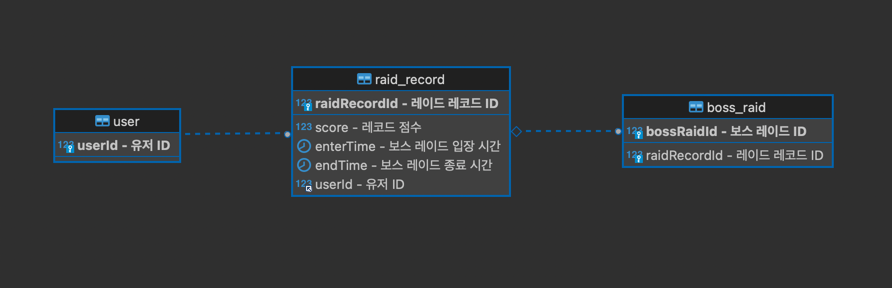 user
123 userId – 유저 ID
raid_record
123 raidRecordId – 레이드 레코드 ID
123 score – 레코드 점수
enterTime – 보스 레이드 입장 시간
endTime – 보스 레이드 종료 시간
123 userId – 유저 ID
boss_raid
123 bossRaidId – 보스 레이드 ID
123 raidRecordId – 레이드 레코드 ID